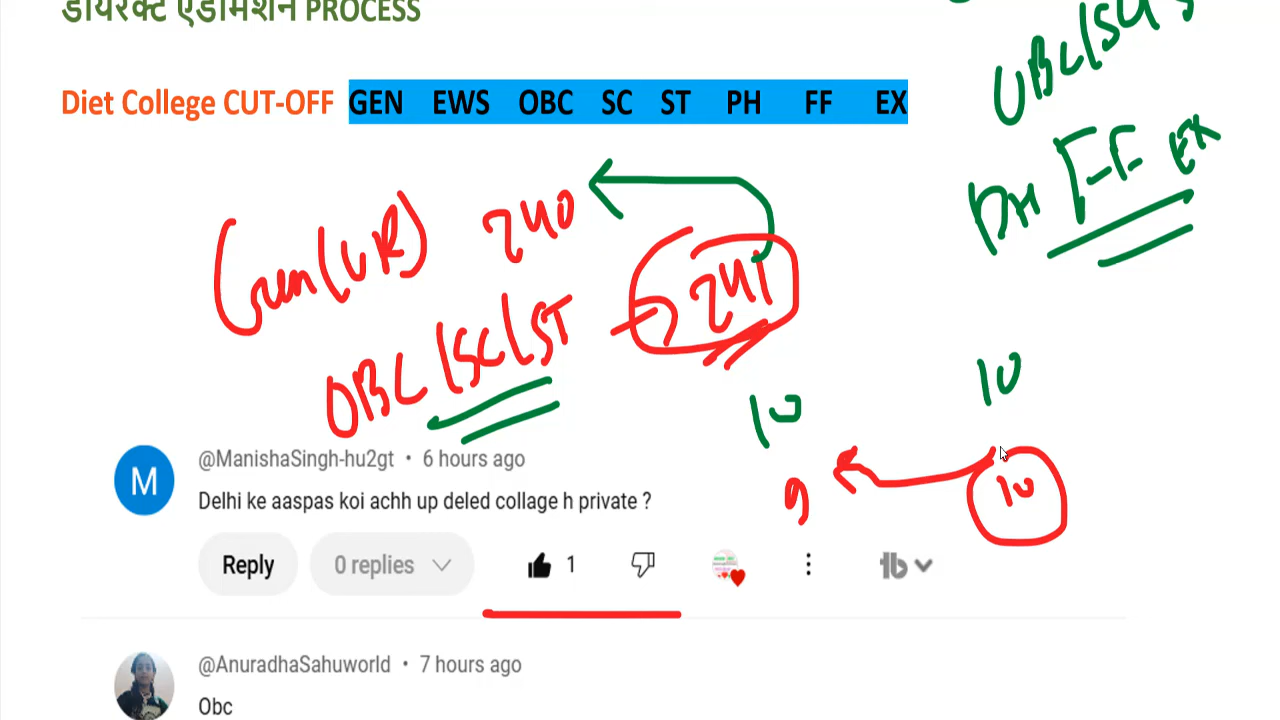 डायरेक्ट एडमिशन PROCESS
OBC/SC/S
Diet College CUT-OFF GEN EWS OBC SC ST PH FF EX
PH FF EX
Gen(UR) 240
241
OBC/SC/ST
10
10
@ManishaSingh-hu2gt • 6 hours ago
M
Delhi ke aaspas koi achh up deled collage h private ?
9
10
Reply 0 replies 1
@AnuradhaSahuworld • 7 hours ago
Obc